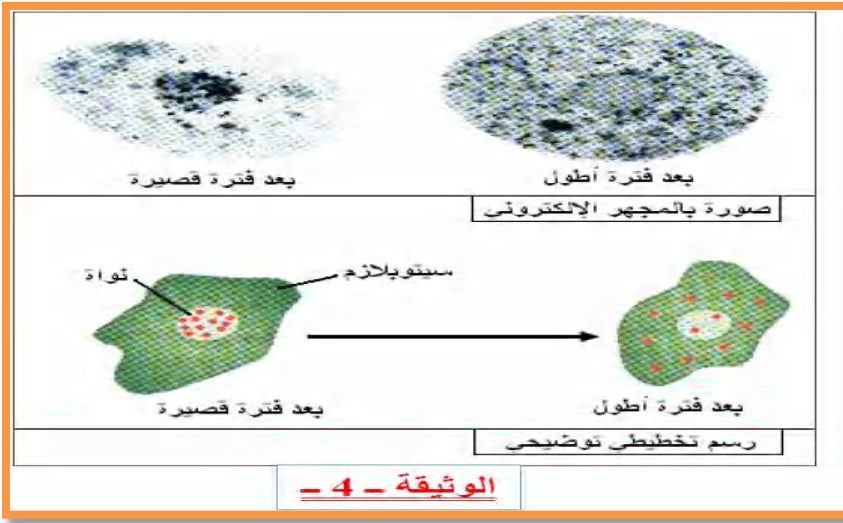 بعد فترة أطول
بعد فترة قصيرة
صورة بالمجهر الإلكتروني
سيتوبلازم
نواة
بعد فترة أطول
بعد فترة قصيرة
رسم تخطيطي توضيحي
الوثيقة – 4 –